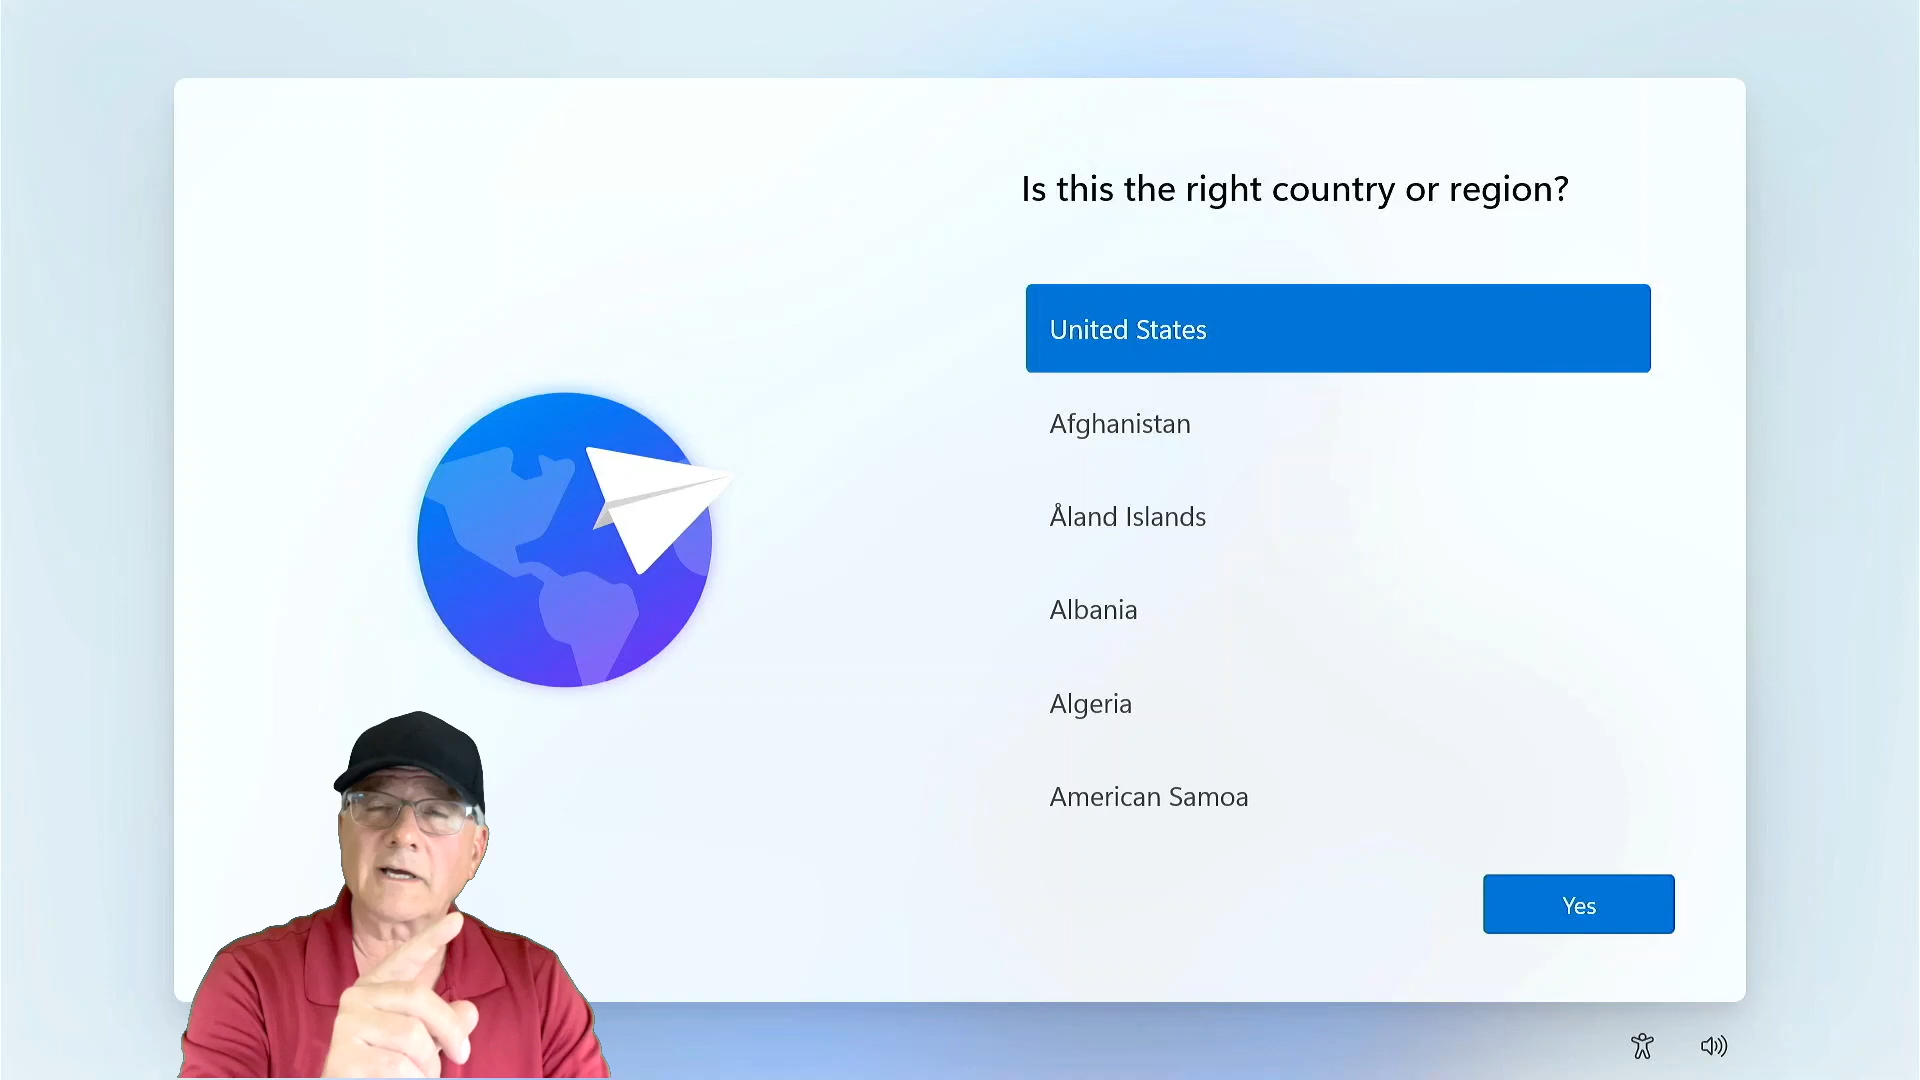 Is this the right country or region?
United States
Afghanistan
Åland Islands
Albania
Algeria
American Samoa
Yes